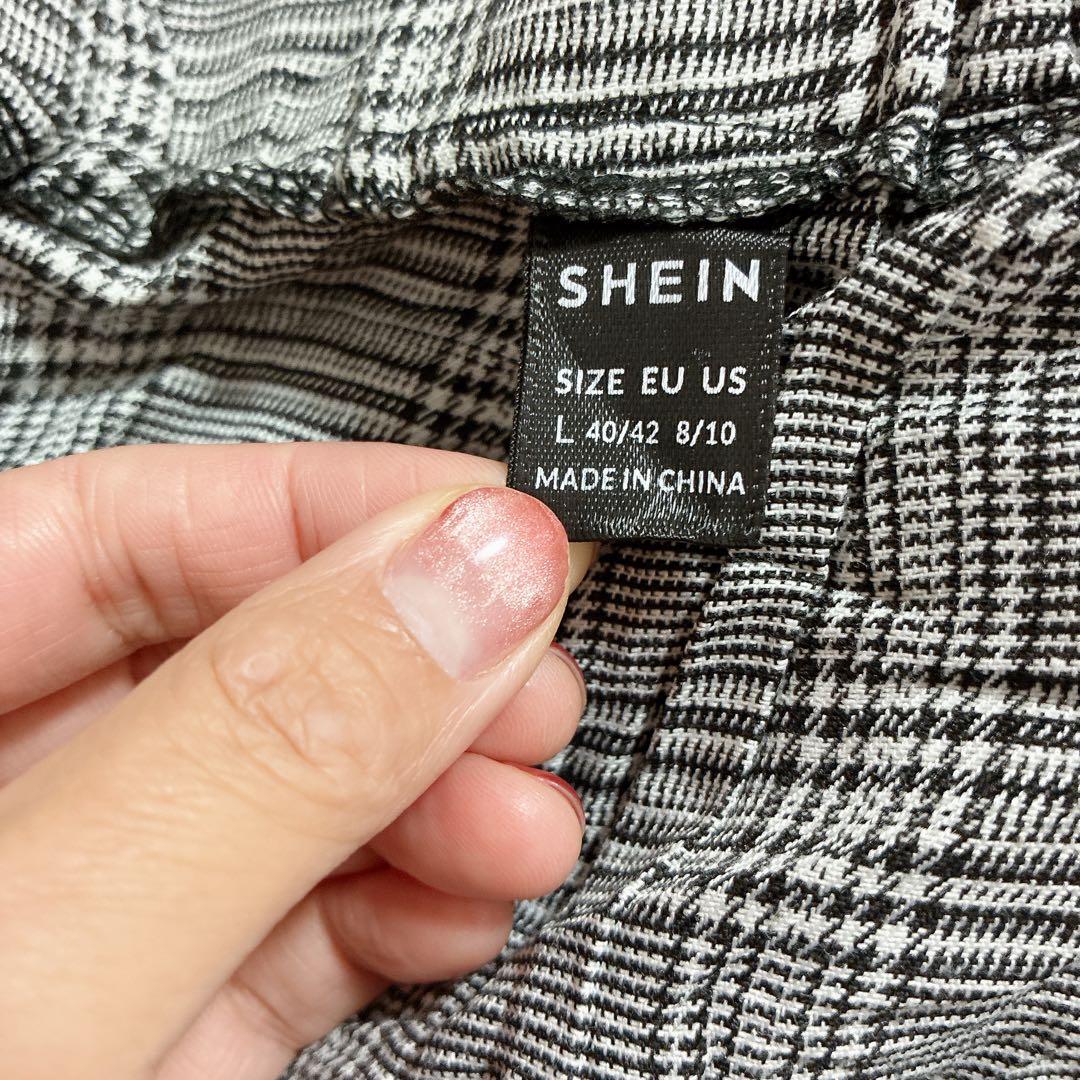 SHEIN
SIZE EU US
L 40/42 8/10
MADE IN CHINA